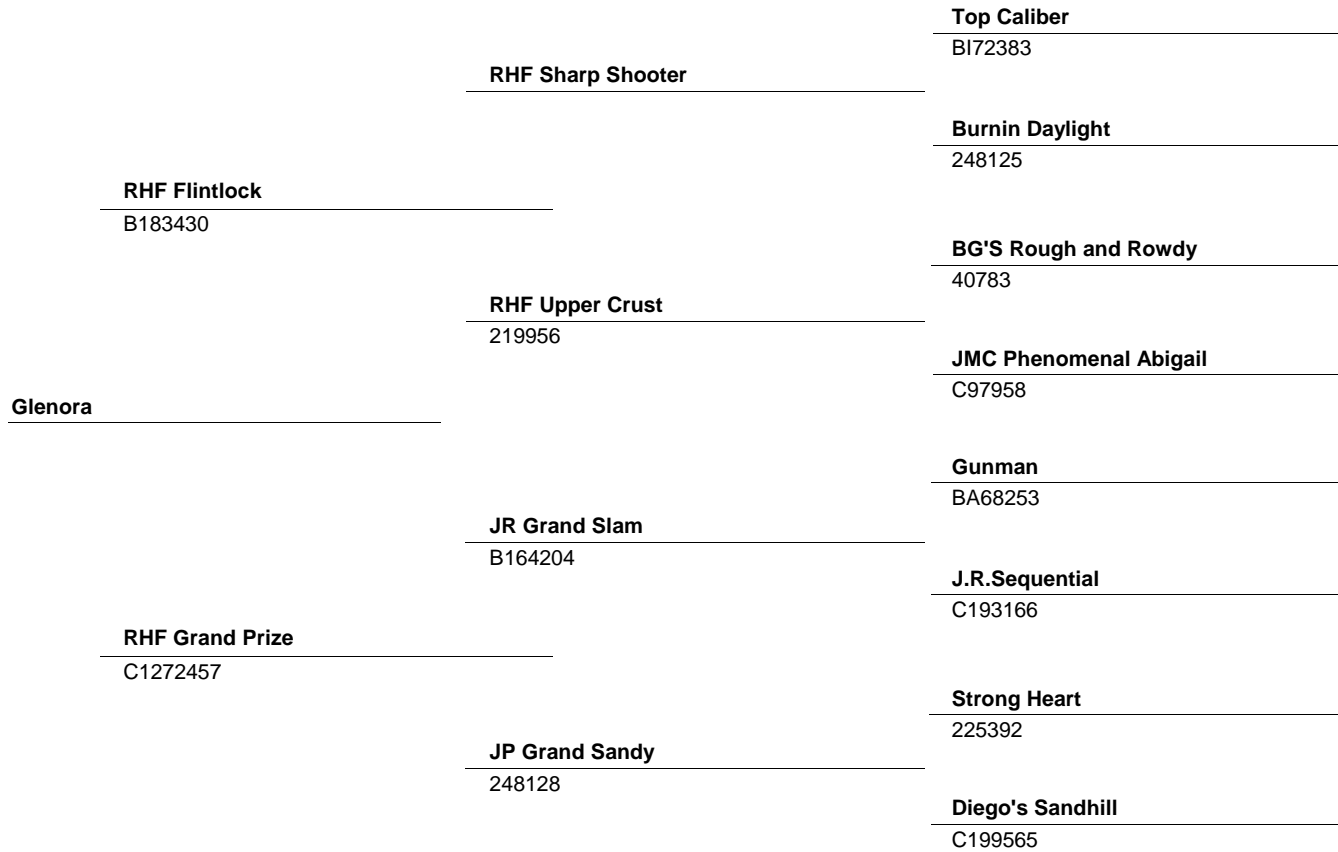 Top Caliber
BI72383
RHF Sharp Shooter
Burnin Daylight
248125
RHF Flintlock
B183430
BG'S Rough and Rowdy
40783
RHF Upper Crust
219956
JMC Phenomenal Abigail
C97958
Glenora
Gunman
BA68253
JR Grand Slam
B164204
J.R.Sequential
C193166
RHF Grand Prize
C1272457
Strong Heart
225392
JP Grand Sandy
248128
Diego's Sandhill
C199565